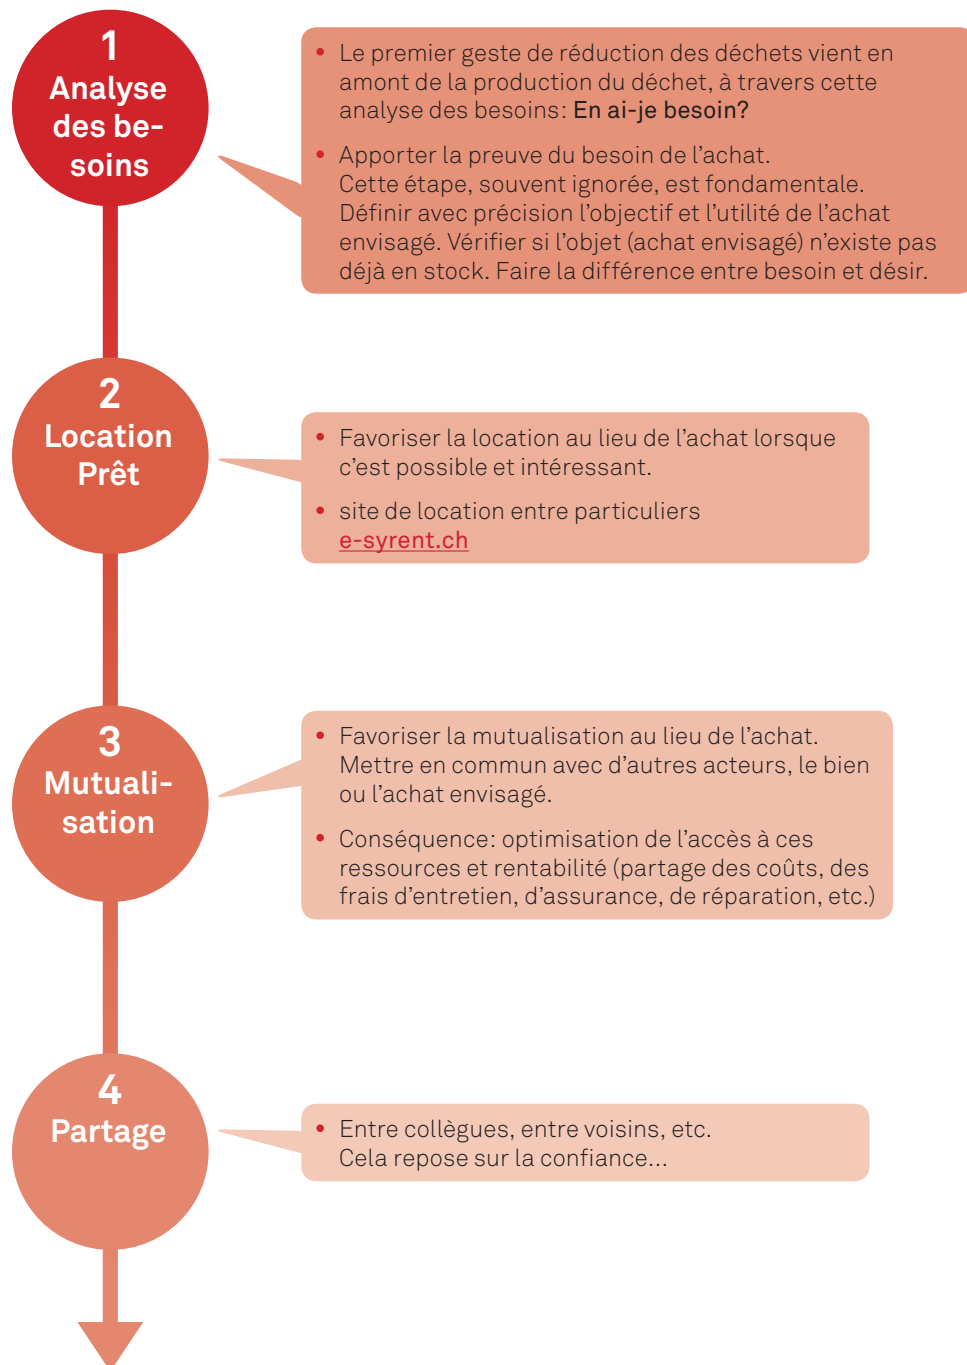 1
Analyse
des be-
soins
• Le premier geste de réduction des déchets vient en
amont de la production du déchet, à travers cette
analyse des besoins: En ai-je besoin?
• Apporter la preuve du besoin de l'achat.
Cette étape, souvent ignorée, est fondamentale.
Définir avec précision l'objectif et l'utilité de l'achat
envisagé. Vérifier si l'objet (achat envisagé) n'existe pas
déjà en stock. Faire la différence entre besoin et désir.
2
Location
Prêt
• Favoriser la location au lieu de l'achat lorsque
c'est possible et intéressant.
• site de location entre particuliers
e-syrent.ch
3
Mutuali-
sation
• Favoriser la mutualisation au lieu de l'achat.
Mettre en commun avec d'autres acteurs, le bien
ou l'achat envisagé.
• Conséquence: optimisation de l'accès à ces
ressources et rentabilité (partage des coûts, des
frais d'entretien, d'assurance, de réparation, etc.)
4
Partage
• Entre collègues, entre voisins, etc.
Cela repose sur la confiance...